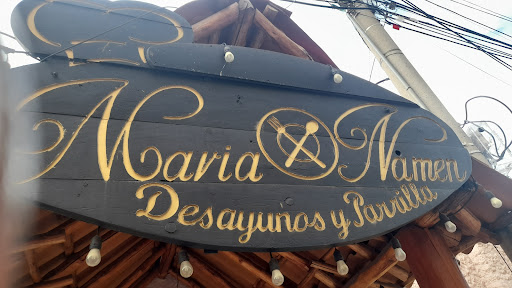 Maria Namen
Desayunos y Parrilla